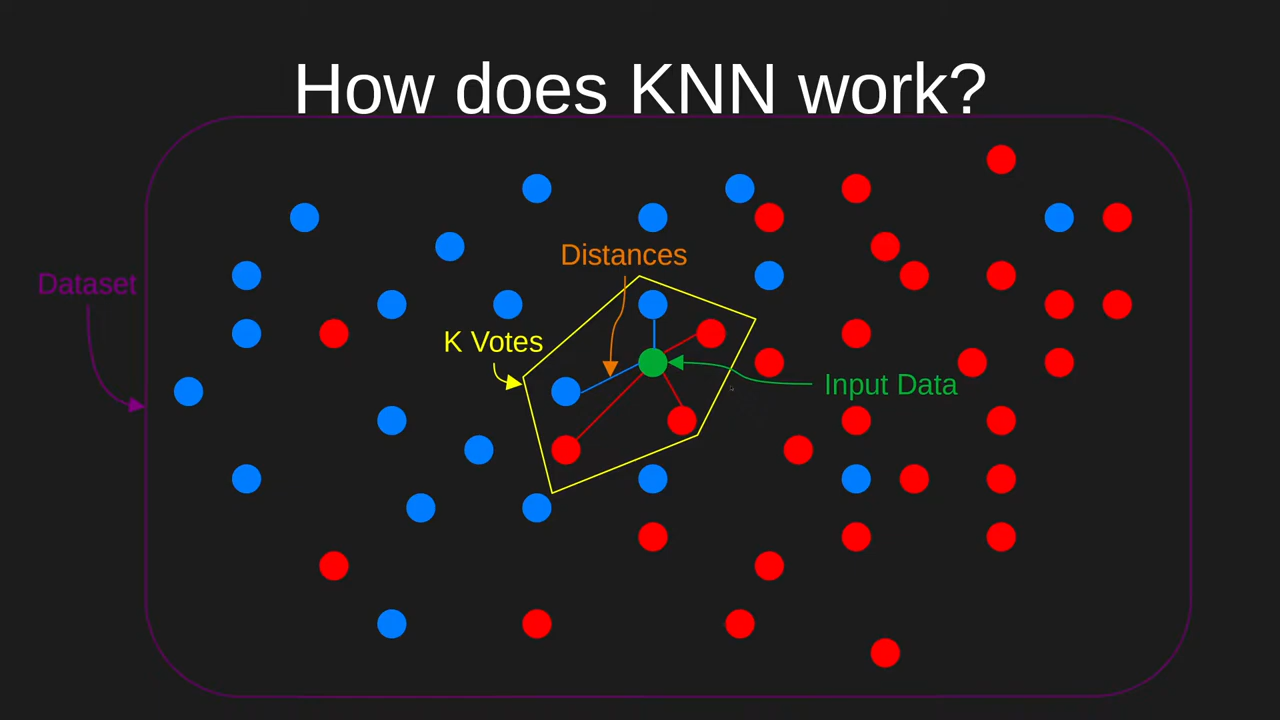 How does KNN work?
Distances
Dataset
K Votes
Input Data